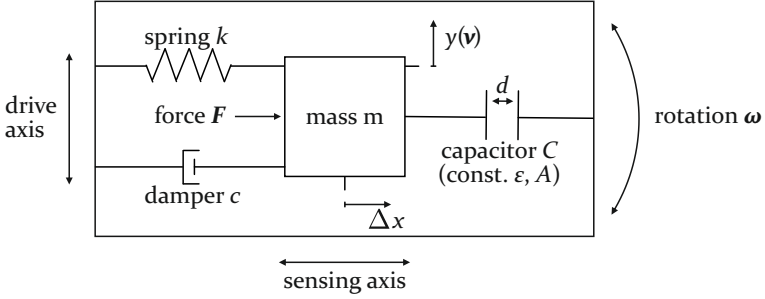 spring k
y(v)
drive
axis
force F
mass m
d
rotation ω
capacitor C
(const. ε, A)
damper c
Δx
sensing axis